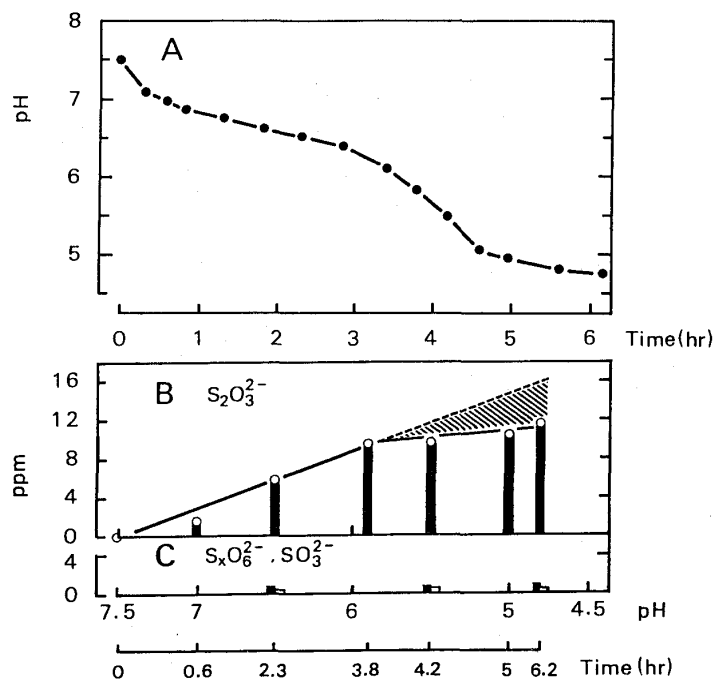 8
A
7
pH
6
5
0 1 2 3 4 5 6 Time(hr)
16
B S₂O₃²⁻
12
ppm
8
4
0
C SₓO₆²⁻ , SO₃²⁻
4
0
7.5 7 6 5 4.5 pH
0 0.6 2.3 3.8 4.2 5 6.2 Time(hr)